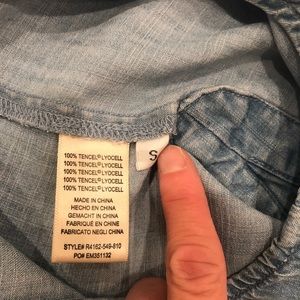 100% TENCEL® LYOCELL
100% TENCEL® LYOCELL
100% TENCEL® LYOCELL
100% TENCEL® LYOCELL
100% TENCEL® LYOCELL
MADE IN CHINA
HECHO EN CHINA
GEMACHT IN CHINA
FABRIQUÉ EN CHINE
FABRICATO NEGLI CHINA
STYLE# R4162-549-810
PO# EM351132
S